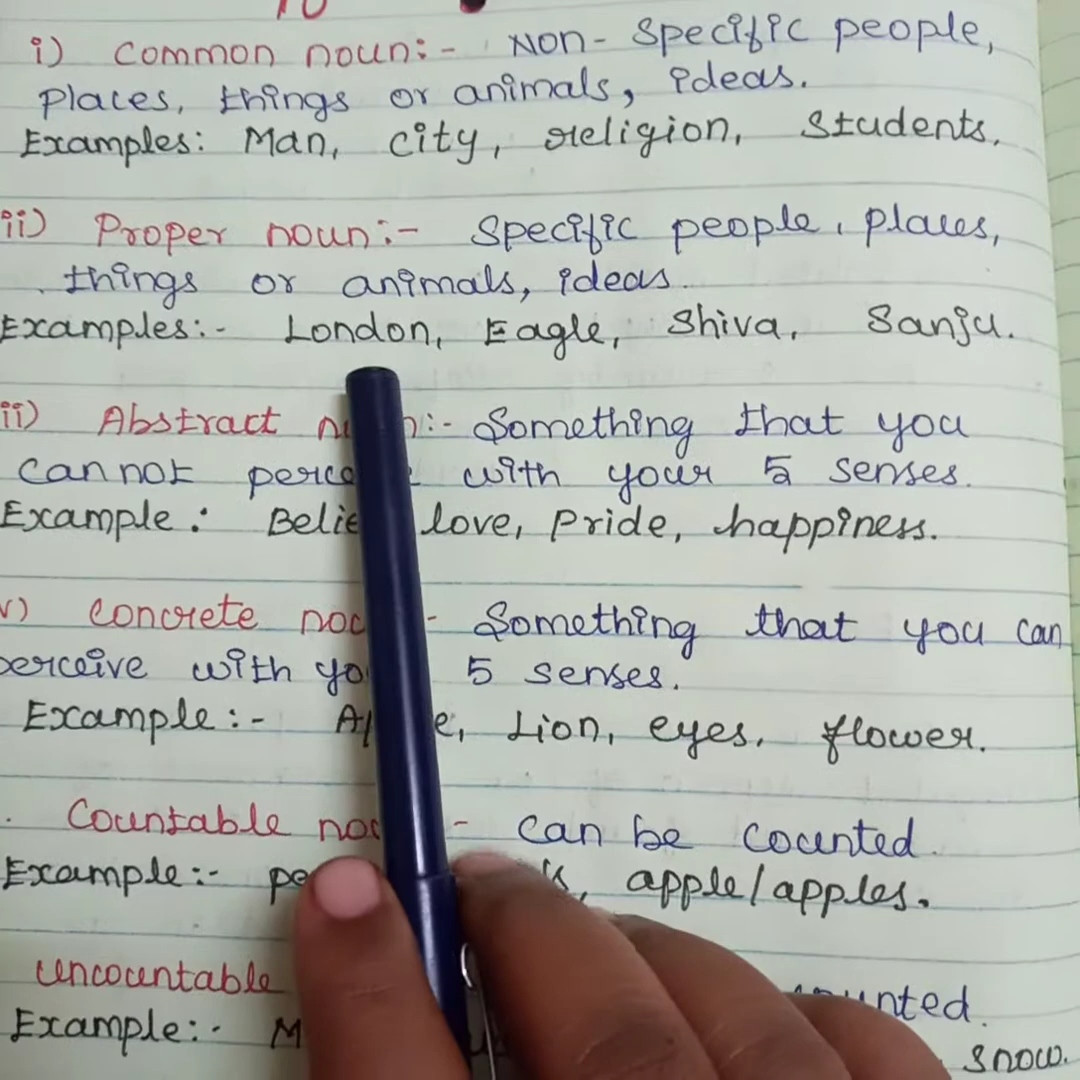 i) Common noun:- Non-Specific people,
Places, things or animals, ideas.
Examples: Man, city, religion, Students.
ii) Proper noun:- Specific people, places,
things or animals, ideas.
Examples:- London, Eagle, Shiva, Sanju.
ii) Abstract :- Something that you
cannot with your 5 senses.
Example: love, Pride, happiness.
v) Concrete - Something that you can
perceive with 5 senses.
Example:- Lion, eyes, flower.
Countable - can be counted.
Example:- apple/apples.
uncountable
Example:- snow.